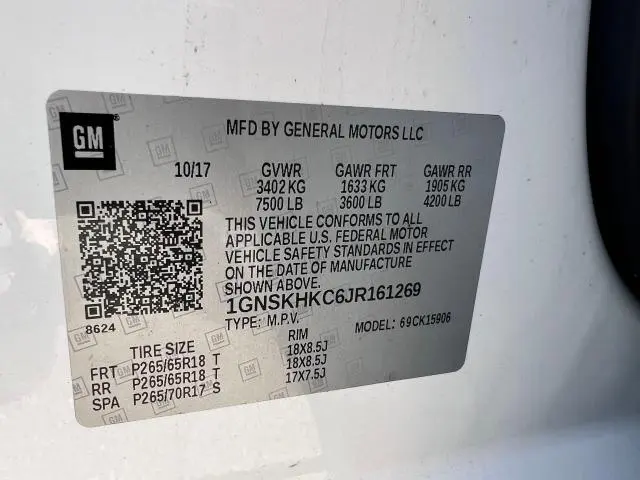 GM
MFD BY GENERAL MOTORS LLC
10/17 GVWR GAWR FRT GAWR RR
3402 KG 1633 KG 1905 KG
7500 LB 3600 LB 4200 LB
THIS VEHICLE CONFORMS TO ALL
APPLICABLE U.S. FEDERAL MOTOR
VEHICLE SAFETY STANDARDS IN EFFECT
ON THE DATE OF MANUFACTURE
SHOWN ABOVE.
1GNSKHKC6JR161269
8624
TYPE: M.P.V. MODEL: 69CK15906
TIRE SIZE RIM
FRT P265/65R18 T 18X8.5J
RR P265/65R18 T 18X8.5J
SPA P265/70R17 S 17X7.5J